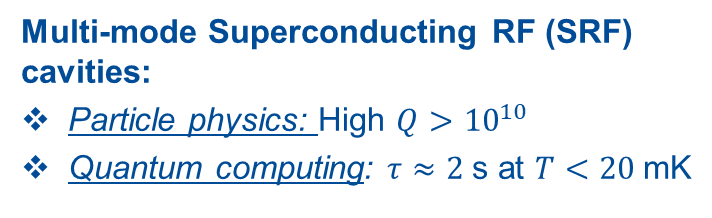 Multi-mode Superconducting RF (SRF)
cavities:
❖ Particle physics: High 𝑄 > 10¹⁰
❖ Quantum computing: 𝜏 ≈ 2 s at 𝑇 < 20 mK